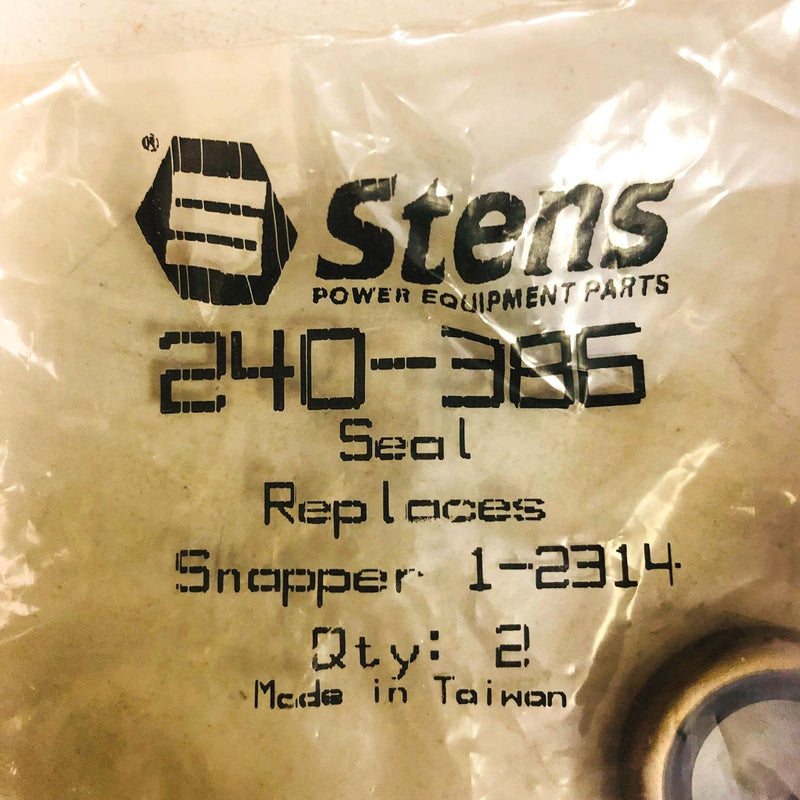 ®
Stens
POWER EQUIPMENT PARTS
240-386
Seal
Replaces
Snapper 1-2314
Qty: 2
Made in Taiwan